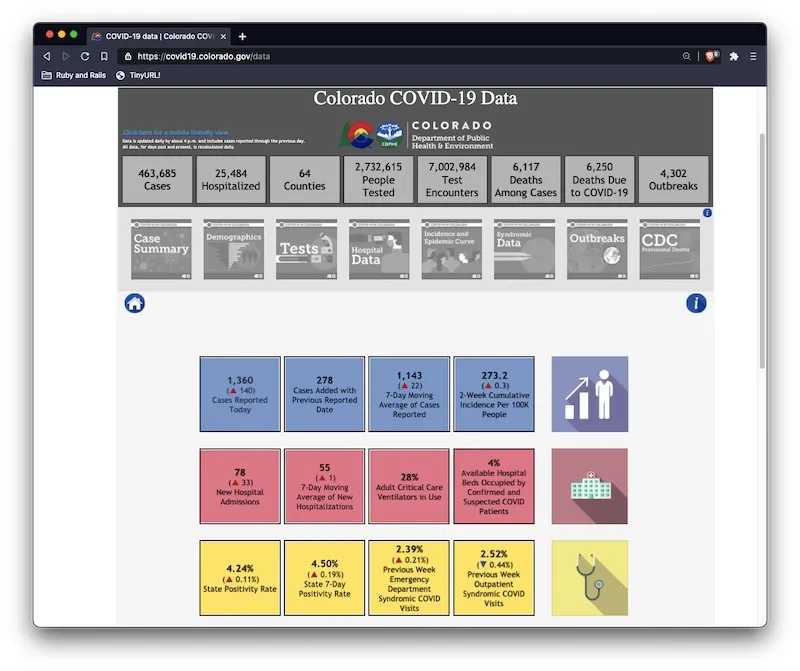 COVID-19 data | Colorado COVI
https://covid19.colorado.gov/data
Ruby and Rails
TinyURL!
Colorado COVID-19 Data
Click here for a mobile friendly view
Data is updated daily by about 4 p.m. and includes cases reported through the previous day.
All data, for days past and present, is recalculated daily.
CDPHE
COLORADO
Department of Public
Health & Environment
463,685
Cases
25,484
Hospitalized
64
Counties
2,732,615
People
Tested
7,002,984
Test
Encounters
6,117
Deaths
Among Cases
6,250
Deaths Due
to COVID-19
4,302
Outbreaks
Case
Summary
Demographics
Tests
Hospital
Data
Incidence and
Epidemic Curve
Syndromic
Data
Outbreaks
CDC
Provisional Deaths
1,360
(▲ 140)
Cases Reported
Today
278
Cases Added with
Previous Reported
Date
1,143
(▲ 22)
7-Day Moving
Average of Cases
Reported
273.2
(▲ 0.3)
2-Week Cumulative
Incidence Per 100K
People
78
(▲ 33)
New Hospital
Admissions
55
(▲ 1)
7-Day Moving
Average of New
Hospitalizations
28%
Adult Critical Care
Ventilators in Use
4%
Available Hospital
Beds Occupied by
Confirmed and
Suspected COVID
Patients
4.24%
(▲ 0.11%)
State Positivity Rate
4.50%
(▲ 0.19%)
State 7-Day
Positivity Rate
2.39%
(▲ 0.21%)
Previous Week
Emergency
Department
Syndromic COVID
Visits
2.52%
(▼ 0.44%)
Previous Week
Outpatient
Syndromic COVID
Visits